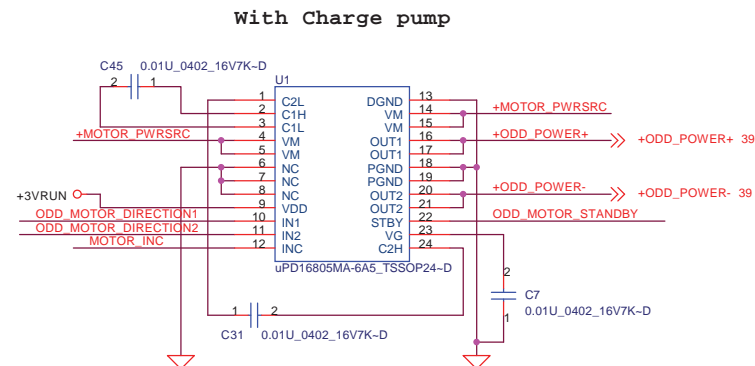 With Charge pump
C45 0.01U_0402_16V7K~D
2 1
U1
1 C2L DGND 13
2 C1H VM 14 +MOTOR_PWRSRC
3 C1L VM 15
+MOTOR_PWRSRC 4 VM OUT1 16 +ODD_POWER+ +ODD_POWER+ 39
5 VM OUT1 17
6 NC PGND 18
7 NC PGND 19
8 NC OUT2 20 +ODD_POWER- +ODD_POWER- 39
+3VRUN 9 VDD OUT2 21
ODD_MOTOR_DIRECTION1 10 IN1 STBY 22 ODD_MOTOR_STANDBY
ODD_MOTOR_DIRECTION2 11 IN2 VG 23
MOTOR_INC 12 INC C2H 24
uPD16805MA-6A5_TSSOP24~D
2
C7
0.01U_0402_16V7K~D
1
1 2
C31 0.01U_0402_16V7K~D